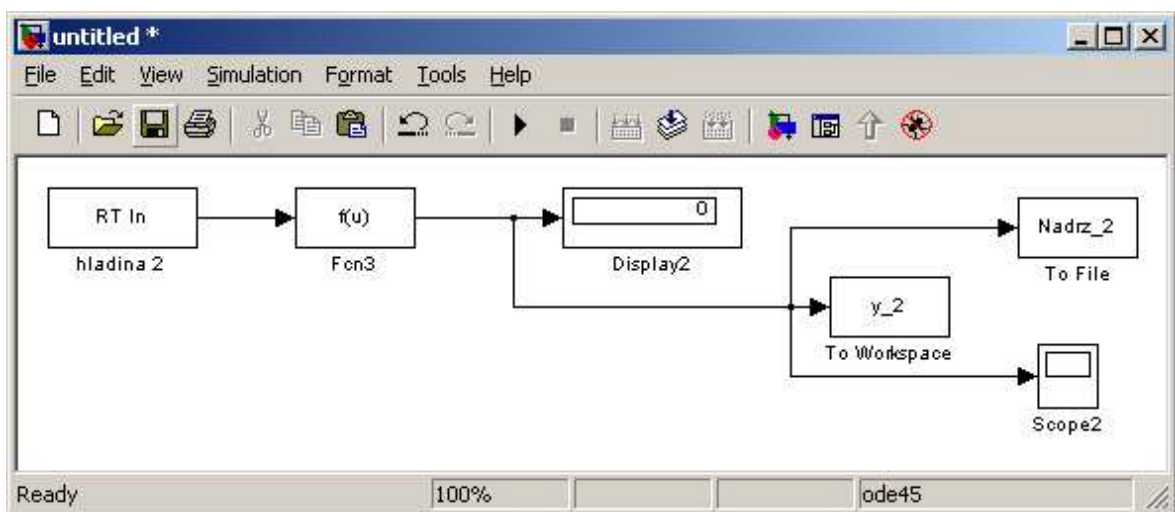 untitled *
File Edit View Simulation Format Tools Help
RT In
hladina 2
f(u)
Fcn3
0
Display2
Nadrz_2
To File
y_2
To Workspace
Scope2
Ready 100% ode45